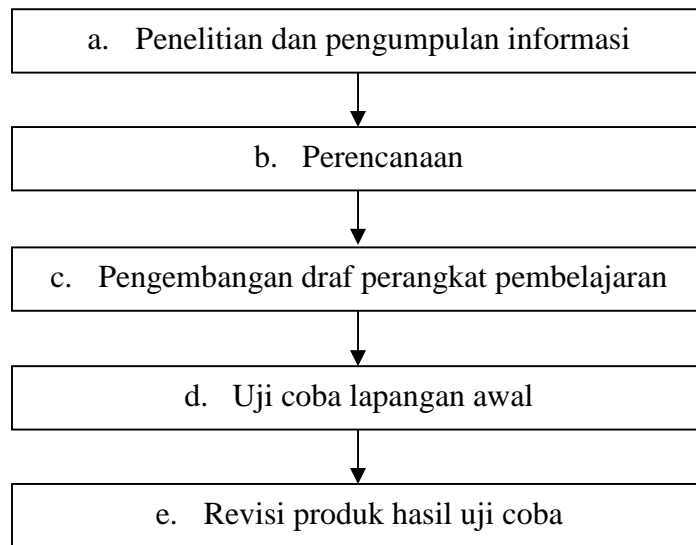 a. Penelitian dan pengumpulan informasi
b. Perencanaan
c. Pengembangan draf perangkat pembelajaran
d. Uji coba lapangan awal
e. Revisi produk hasil uji coba